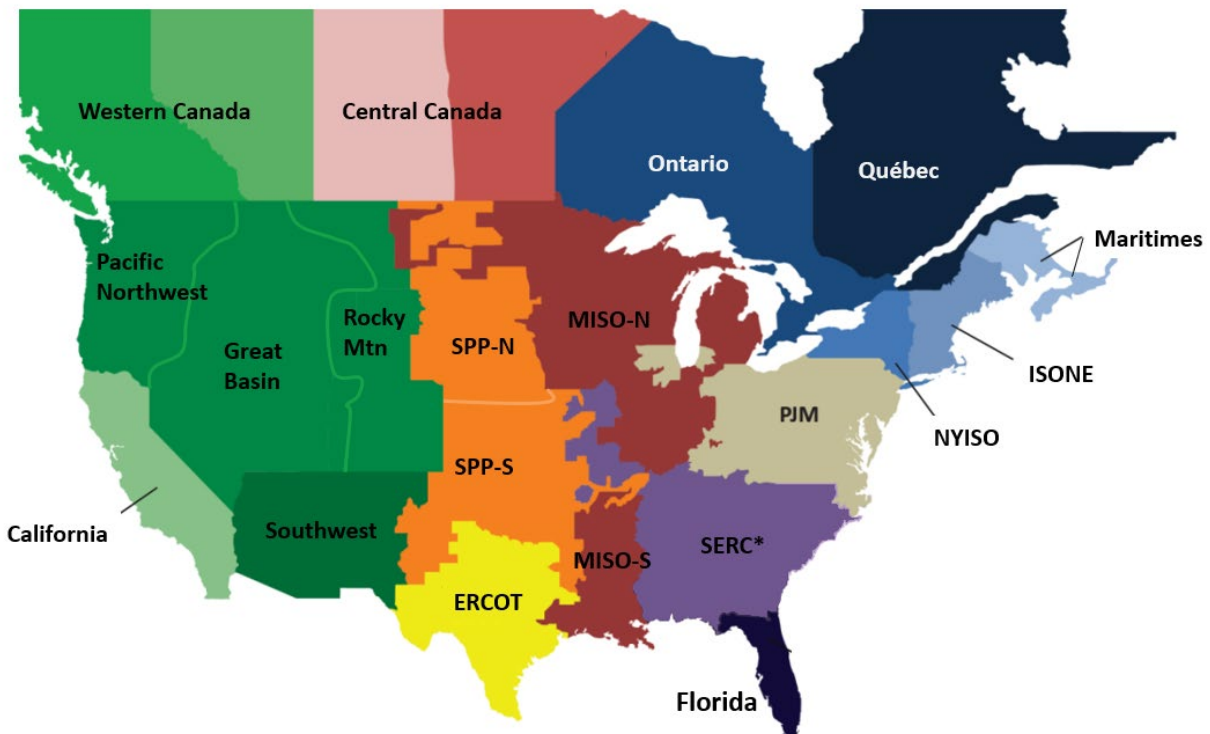 Western Canada
Central Canada
Ontario
Québec
Maritimes
Pacific
Northwest
Rocky
Mtn
MISO-N
SPP-N
Great
Basin
ISONE
PJM
NYISO
SPP-S
California
Southwest
MISO-S
SERC*
ERCOT
Florida